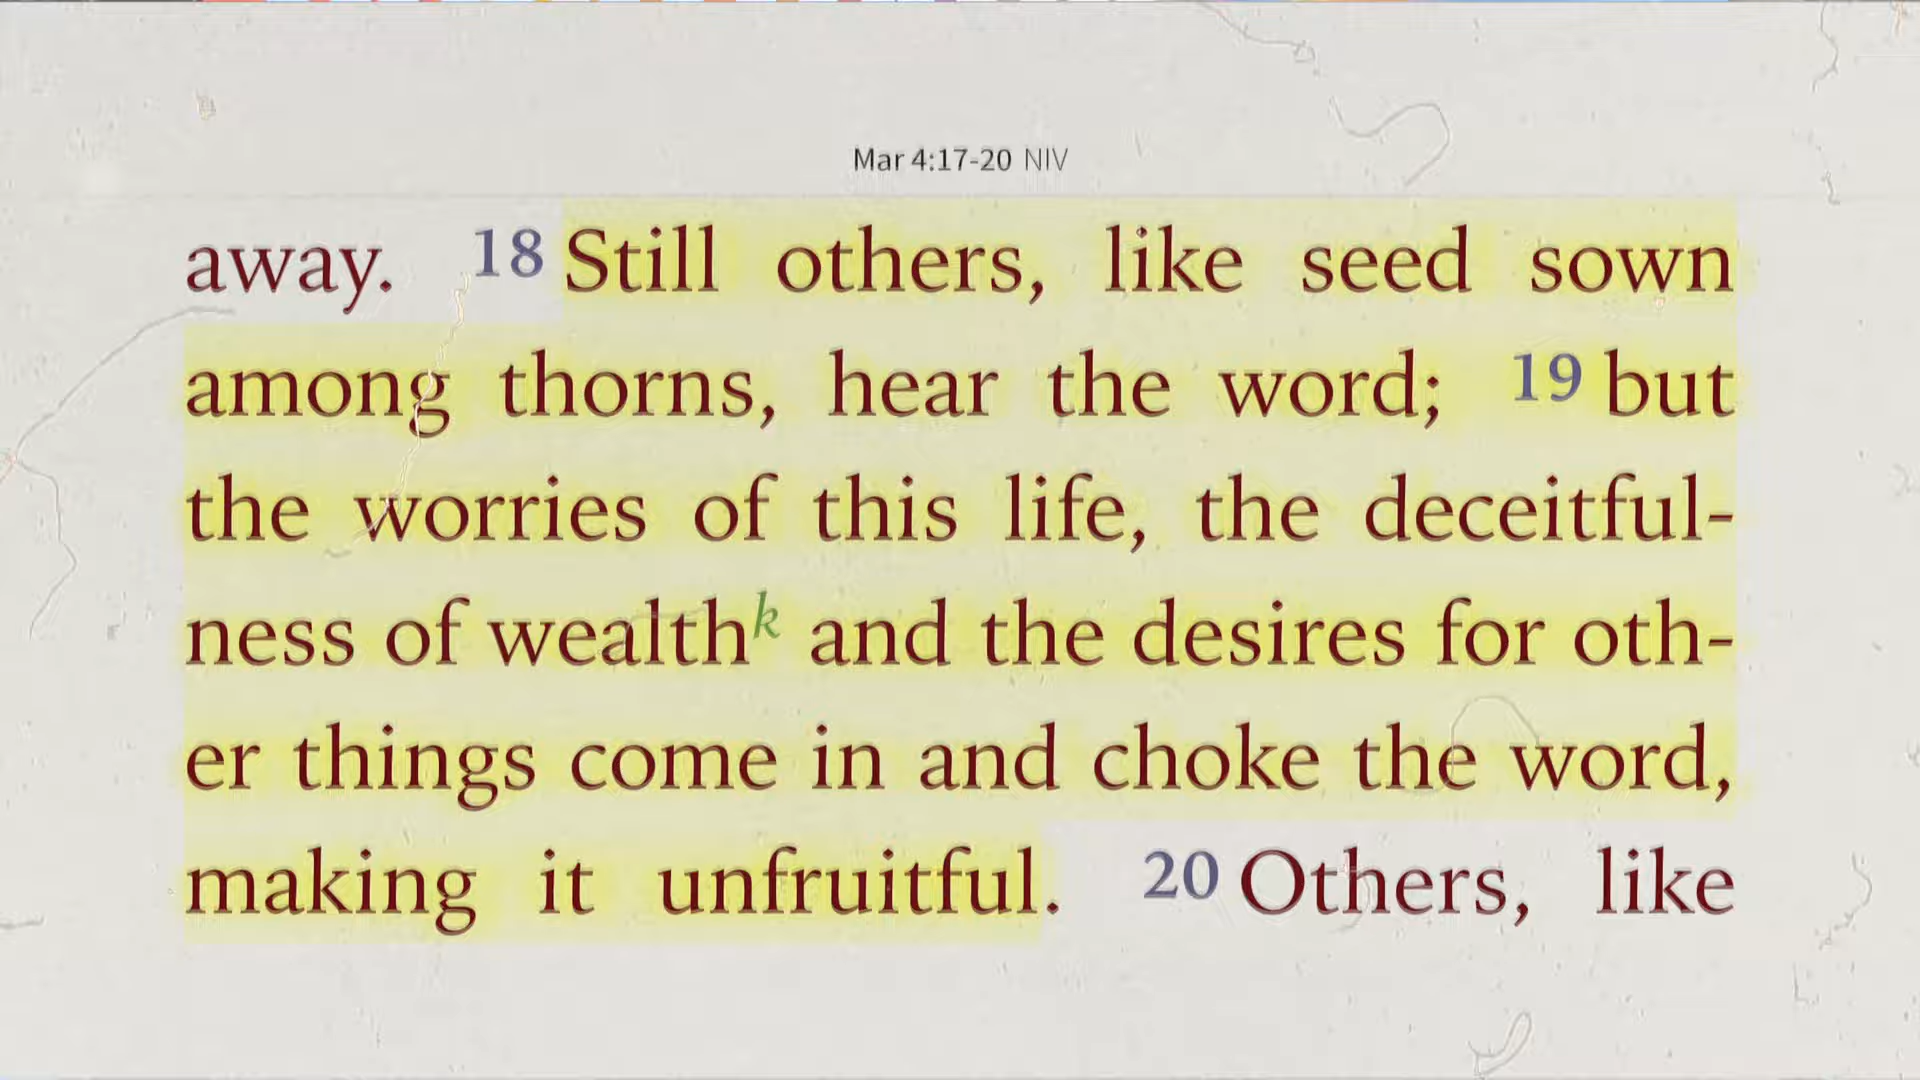 Mar 4:17-20 NIV
away. 18 Still others, like seed sown
among thorns, hear the word; 19 but
the worries of this life, the deceitful-
ness of wealthk and the desires for oth-
er things come in and choke the word,
making it unfruitful. 20 Others, like